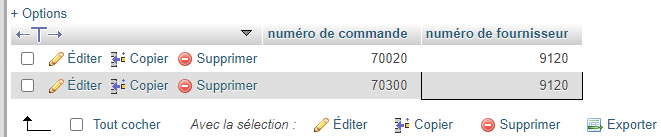 + Options
←T→ numéro de commande numéro de fournisseur
Éditer Copier Supprimer 70020 9120
Éditer Copier Supprimer 70300 9120
Tout cocher Avec la sélection : Éditer Copier Supprimer Exporter